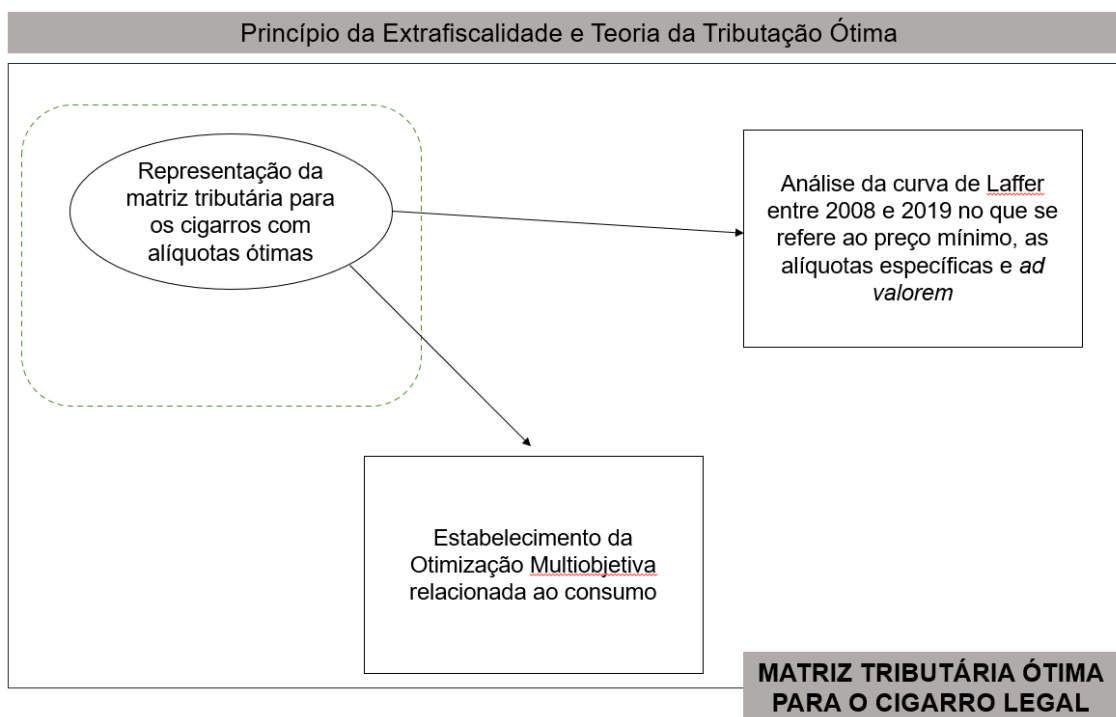 Princípio da Extrafiscalidade e Teoria da Tributação Ótima
Representação da
matriz tributária para
os cigarros com
alíquotas ótimas
Análise da curva de Laffer
entre 2008 e 2019 no que se
refere ao preço mínimo, as
alíquotas específicas e ad
valorem
Estabelecimento da
Otimização Multiobjetiva
relacionada ao consumo
MATRIZ TRIBUTÁRIA ÓTIMA
PARA O CIGARRO LEGAL